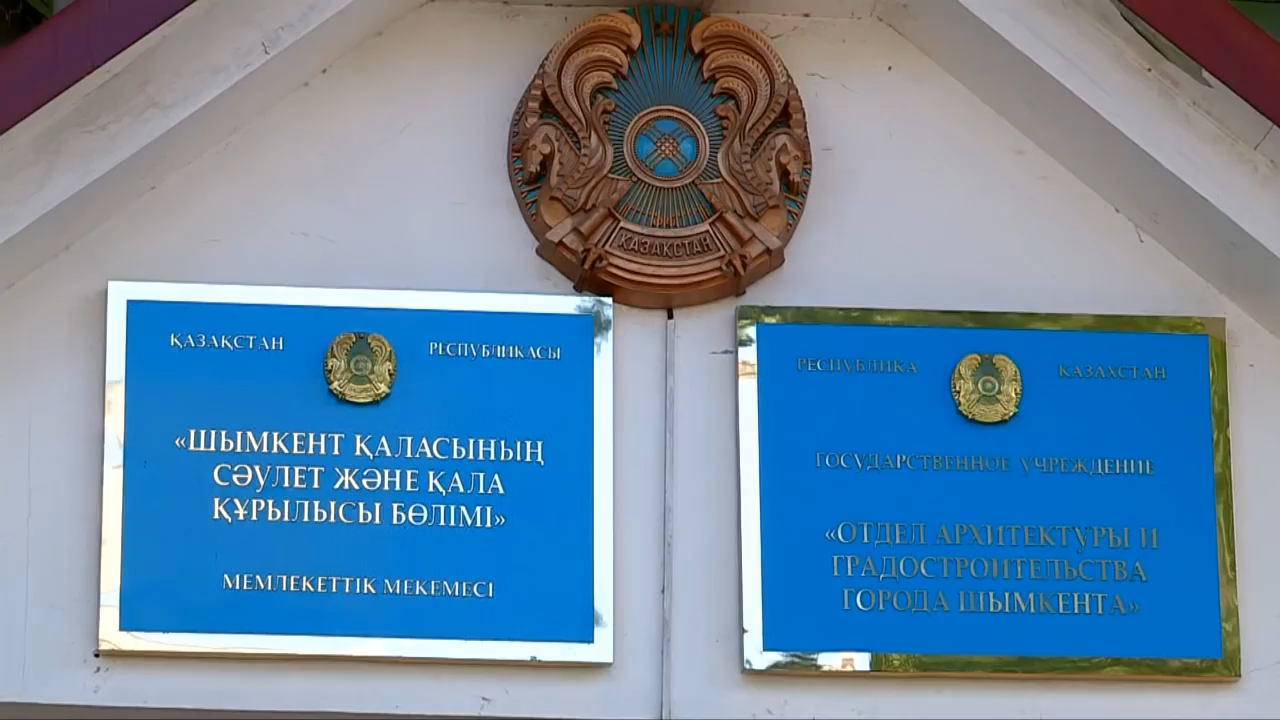 ҚАЗАҚСТАН
ҚАЗАҚСТАН РЕСПУБЛИКАСЫ
«ШЫМКЕНТ ҚАЛАСЫНЫҢ
СӘУЛЕТ ЖӘНЕ ҚАЛА
ҚҰРЫЛЫСЫ БӨЛІМІ»
МЕМЛЕКЕТТІК МЕКЕМЕСІ
РЕСПУБЛИКА КАЗАХСТАН
ГОСУДАРСТВЕННОЕ УЧРЕЖДЕНИЕ
«ОТДЕЛ АРХИТЕКТУРЫ И
ГРАДОСТРОИТЕЛЬСТВА
ГОРОДА ШЫМКЕНТА»